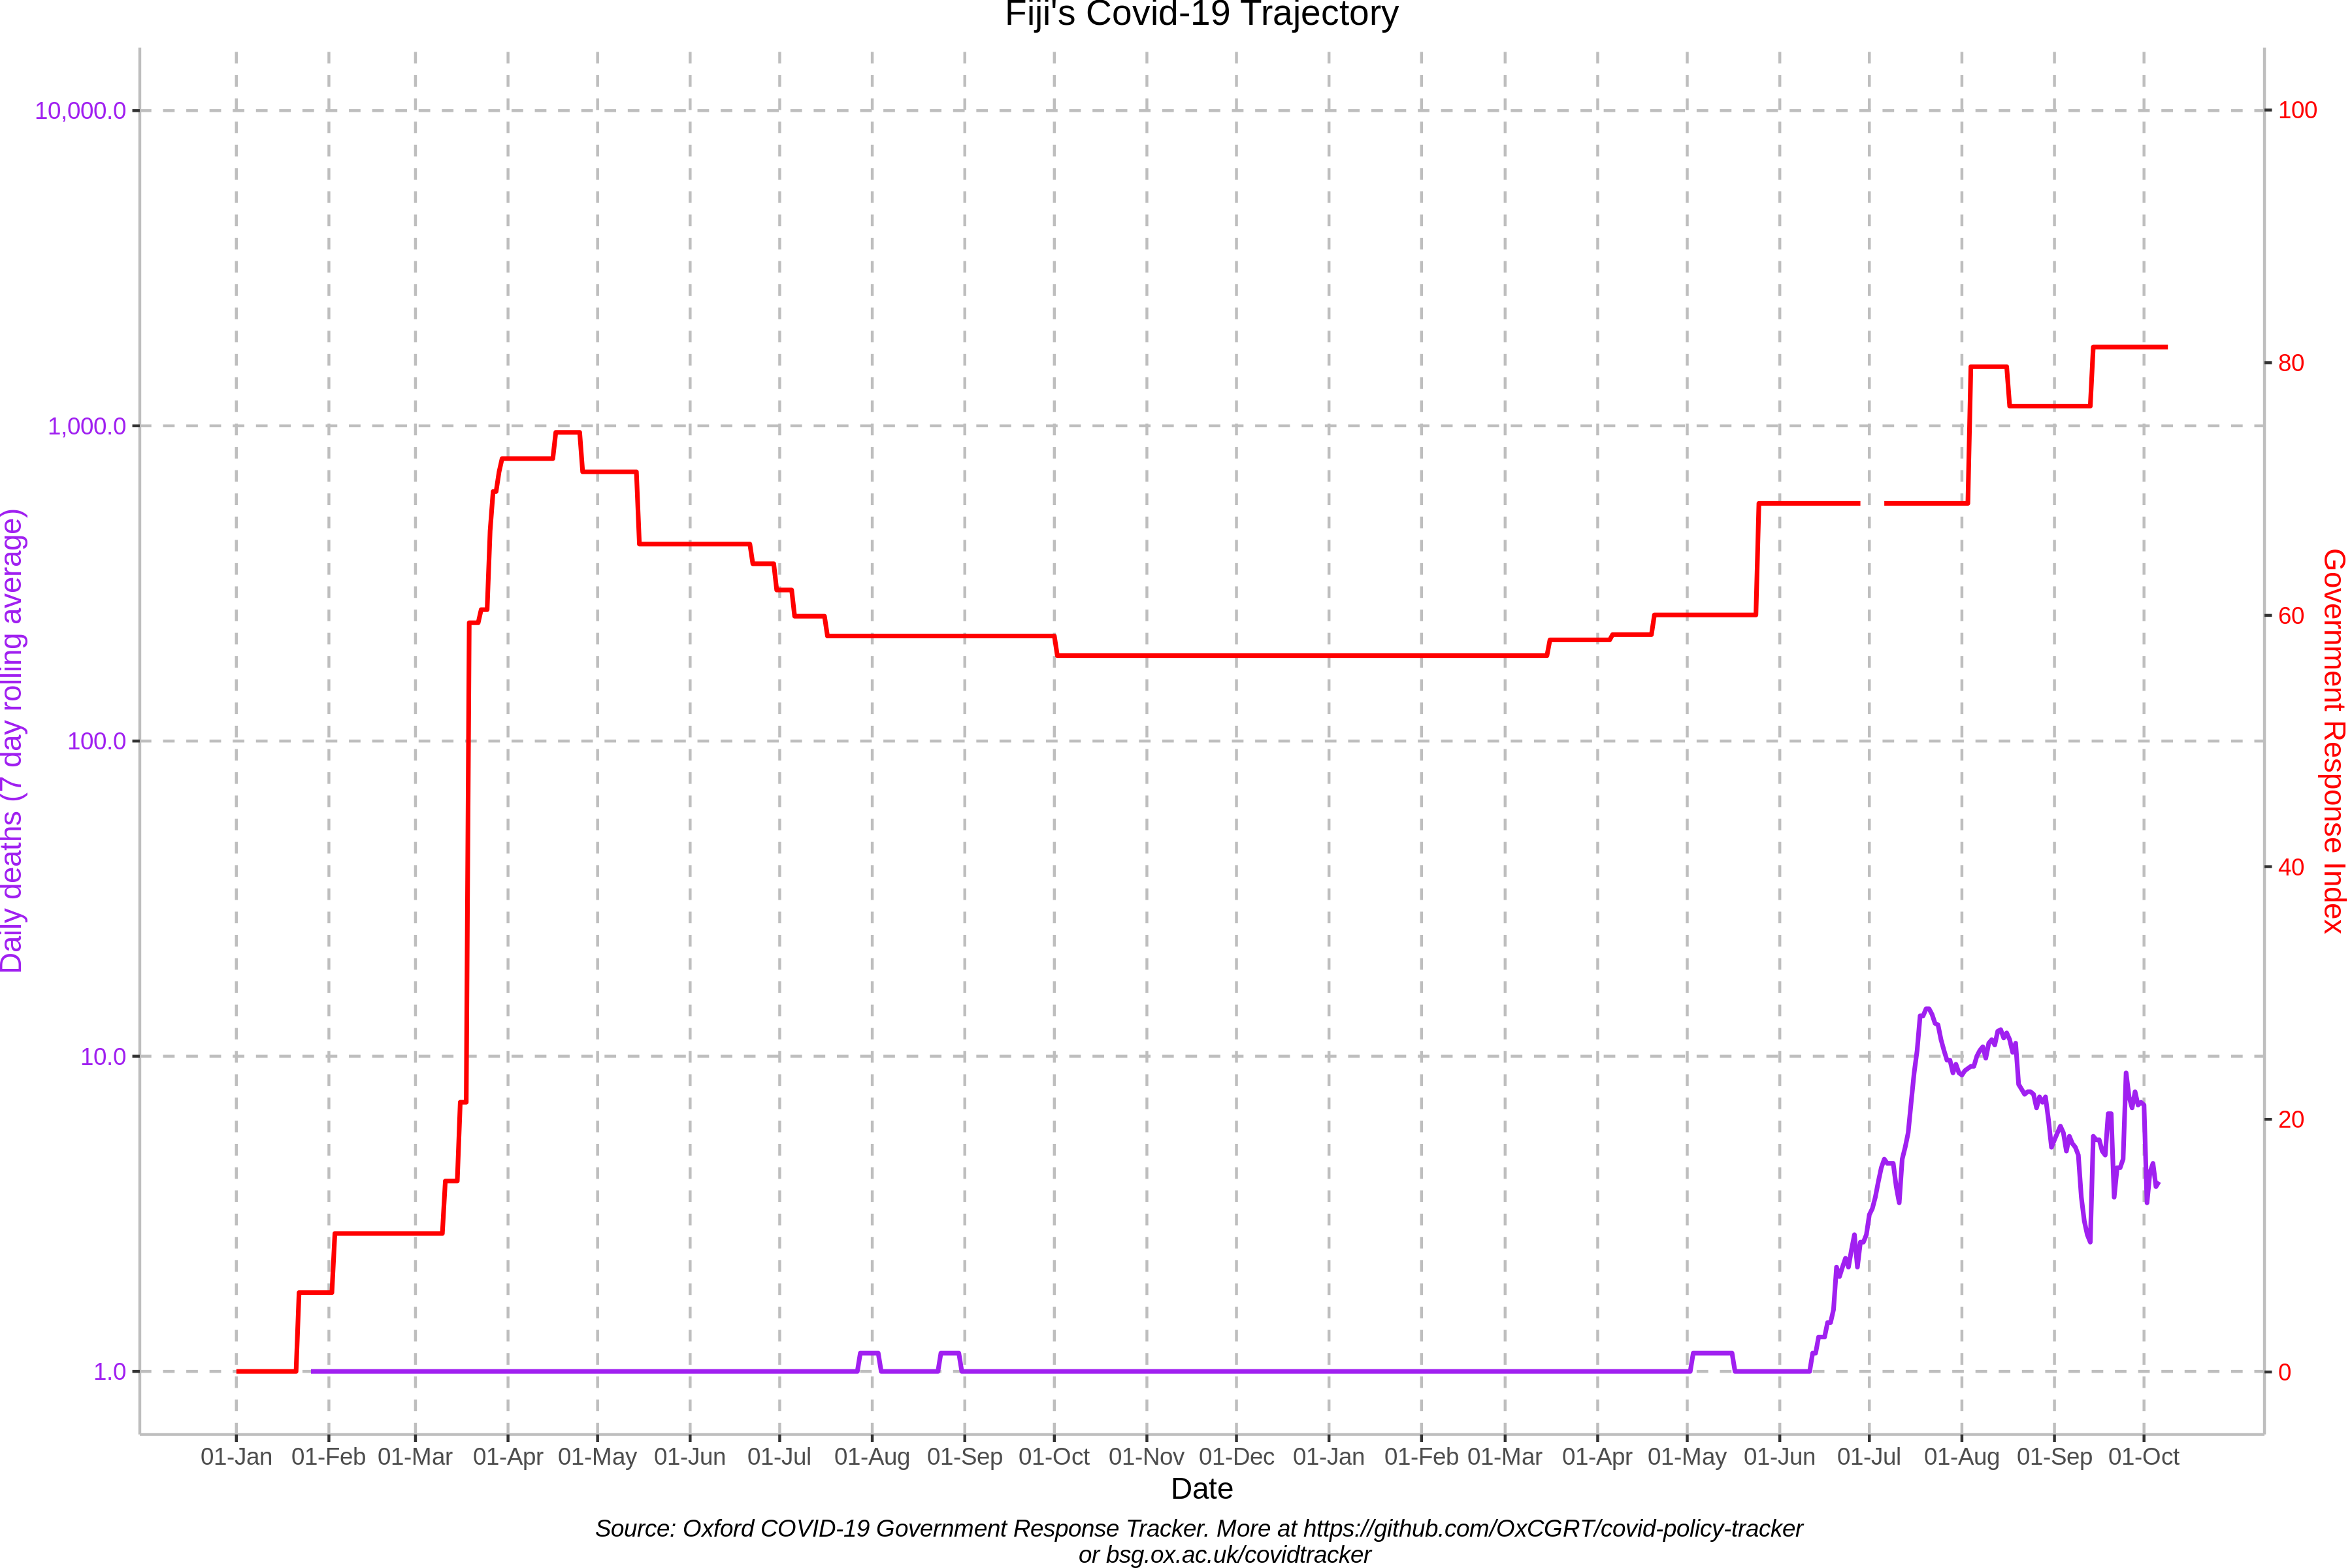 Fiji's Covid-19 Trajectory
10,000.0
1,000.0
100.0
10.0
1.0
Daily deaths (7 day rolling average)
100
80
60
40
20
0
Government Response Index
01-Jan 01-Feb 01-Mar 01-Apr 01-May 01-Jun 01-Jul 01-Aug 01-Sep 01-Oct 01-Nov 01-Dec 01-Jan 01-Feb 01-Mar 01-Apr 01-May 01-Jun 01-Jul 01-Aug 01-Sep 01-Oct
Date
Source: Oxford COVID-19 Government Response Tracker. More at https://github.com/OxCGRT/covid-policy-tracker
or bsg.ox.ac.uk/covidtracker